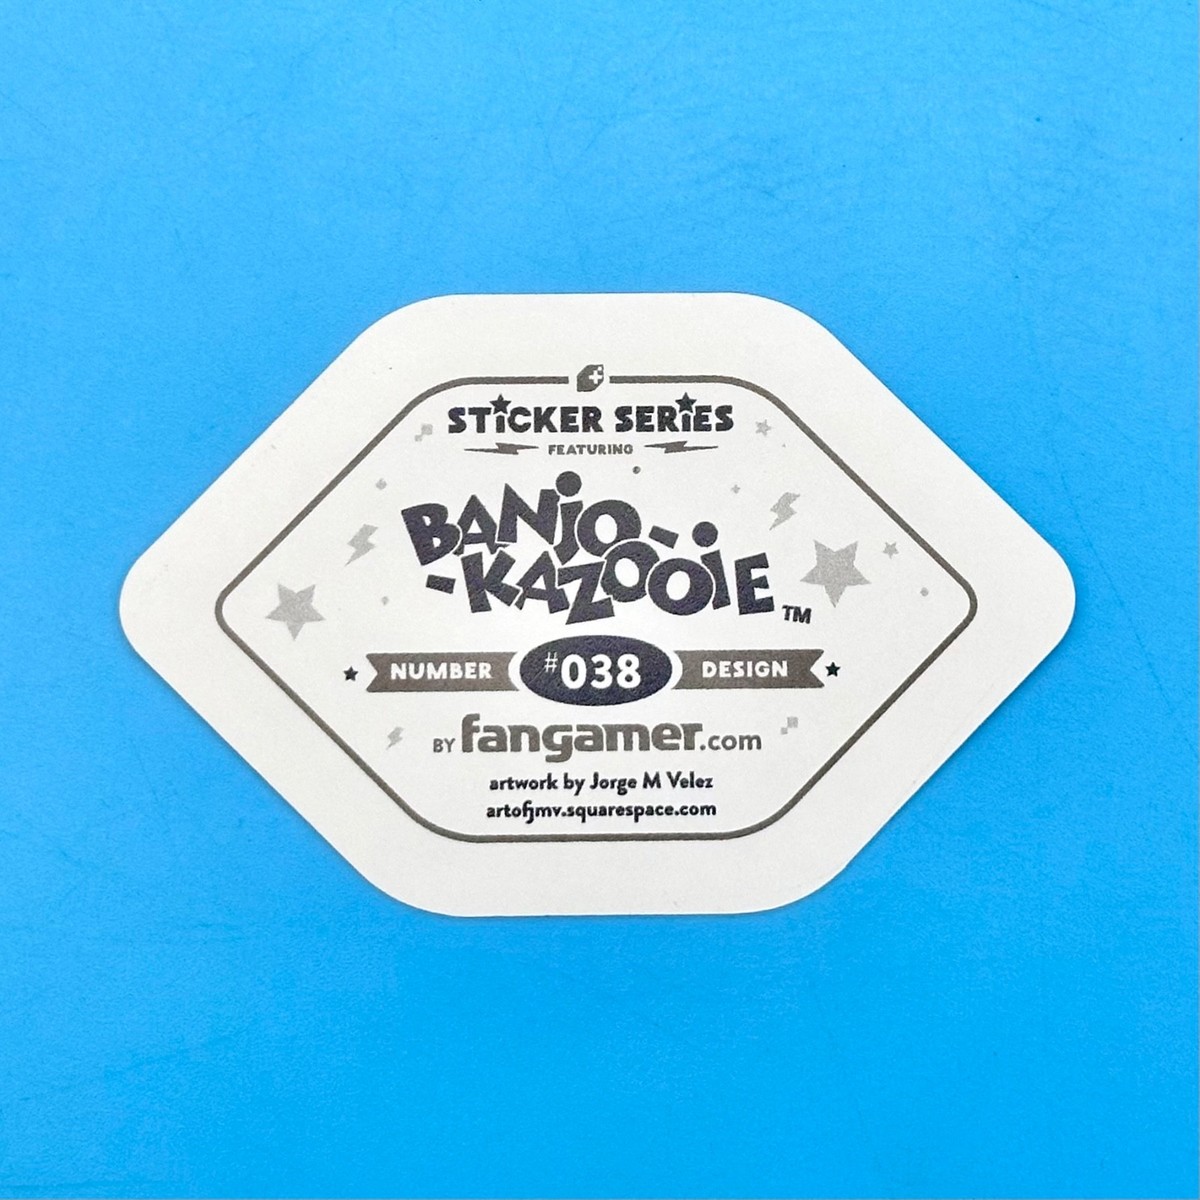 STiCKER SERiES
FEATURING
BANJO-
-KAZOOiE TM
NUMBER #038 DESIGN
BY fangamer.com
artwork by Jorge M Velez
artofjmv.squarespace.com